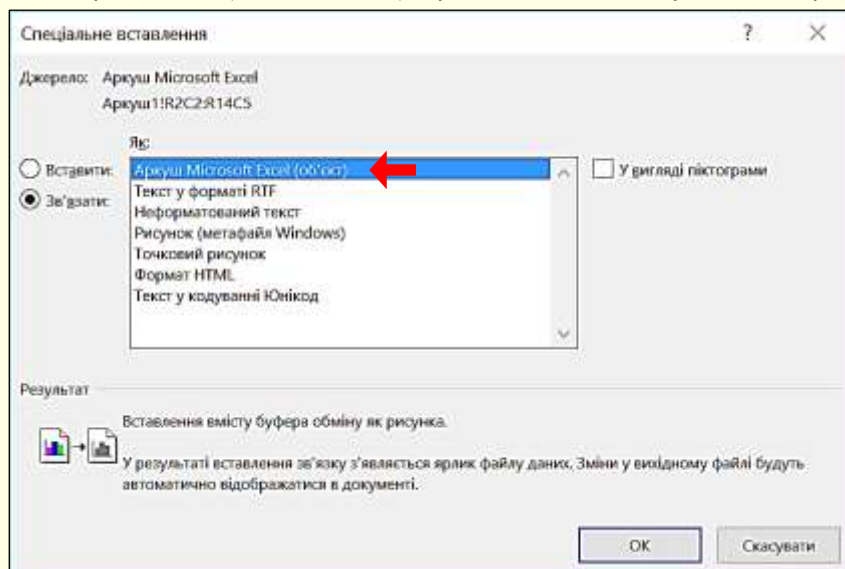 Спеціальне вставлення ? ×
Джерело: Аркуш Microsoft Excel
Аркуш1!R2C2:R14C5
Як:
Вставити:
Зв'язати:
Аркуш Microsoft Excel (об'єкт)
Текст у форматі RTF
Неформатований текст
Рисунок (метафайл Windows)
Точковий рисунок
Формат HTML
Текст у кодуванні Юнікод
У вигляді піктограми
Результат
Вставлення вмісту буфера обміну як рисунка.
У результаті вставлення зв'язку з'являється ярлик файлу даних. Зміни у вихідному файлі будуть
автоматично відображатися в документі.
ОК
Скасувати